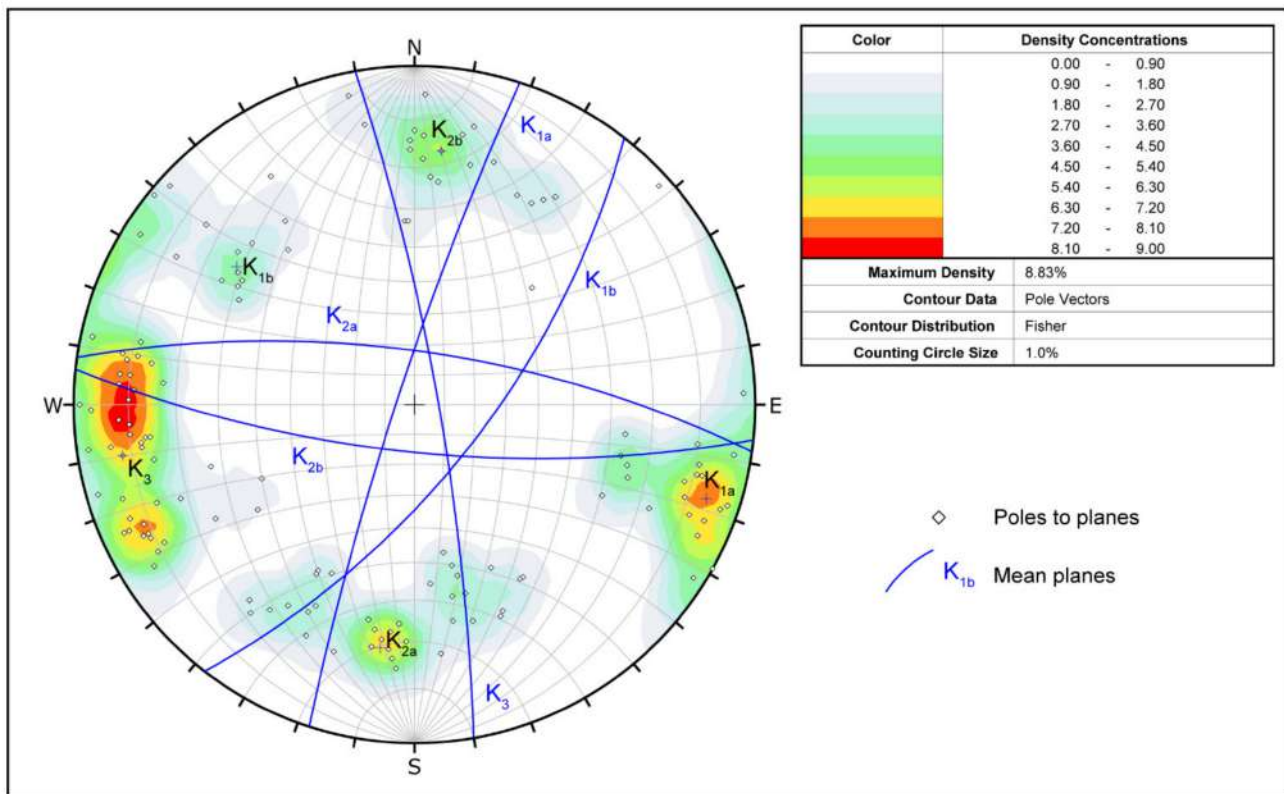 N
K2b
K1a
K1b
K1b
K2a
W
E
K3
K2b
K1a
K2a
K3
S
Color Density Concentrations
0.00 - 0.90
0.90 - 1.80
1.80 - 2.70
2.70 - 3.60
3.60 - 4.50
4.50 - 5.40
5.40 - 6.30
6.30 - 7.20
7.20 - 8.10
8.10 - 9.00
Maximum Density 8.83%
Contour Data Pole Vectors
Contour Distribution Fisher
Counting Circle Size 1.0%
Poles to planes
K1b Mean planes